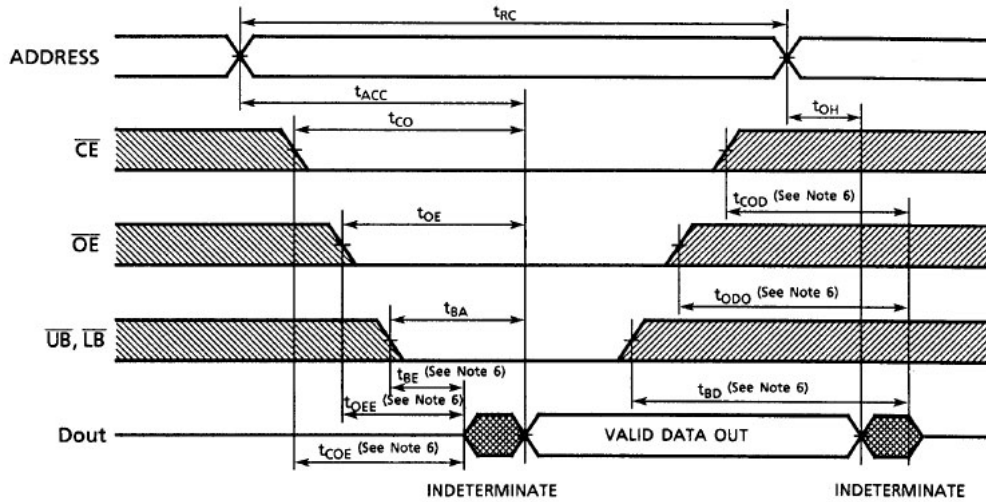 tRC
ADDRESS
tACC
tCO
tOH
CE
tCOD (See Note 6)
tOE
OE
tODO (See Note 6)
tBA
UB, LB
tBE (See Note 6)
tBD (See Note 6)
tOEE (See Note 6)
Dout
VALID DATA OUT
tCOE (See Note 6)
INDETERMINATE
INDETERMINATE